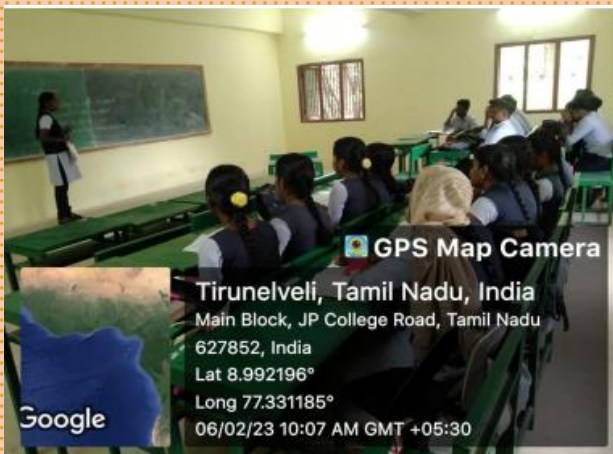 GPS Map Camera
Tirunelveli, Tamil Nadu, India
Main Block, JP College Road, Tamil Nadu
627852, India
Lat 8.992196°
Long 77.331185°
06/02/23 10:07 AM GMT +05:30
Google